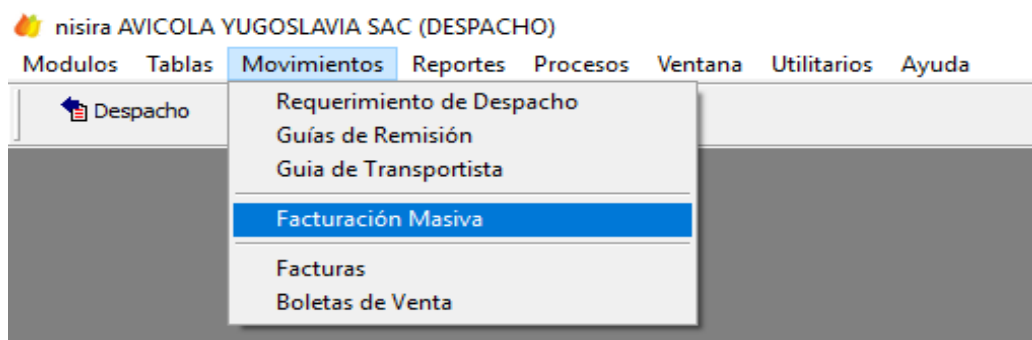 nisira AVICOLA YUGOSLAVIA SAC (DESPACHO)
Modulos Tablas Movimientos Reportes Procesos Ventana Utilitarios Ayuda
Despacho
Requerimiento de Despacho
Guías de Remisión
Guia de Transportista
Facturación Masiva
Facturas
Boletas de Venta